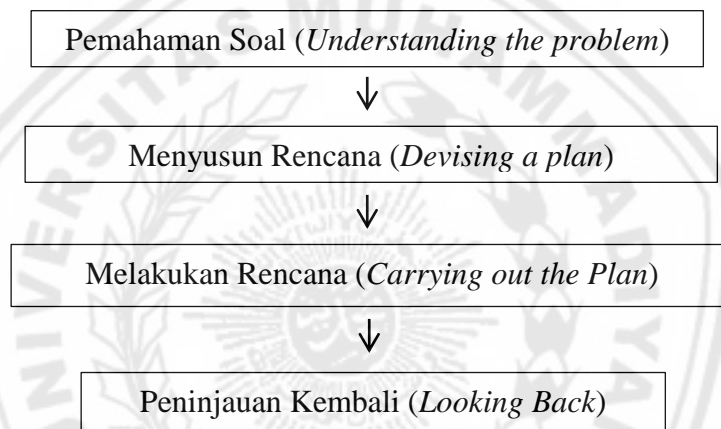 Pemahaman Soal (Understanding the problem)
Menyusun Rencana (Devising a plan)
Melakukan Rencana (Carrying out the Plan)
Peninjauan Kembali (Looking Back)